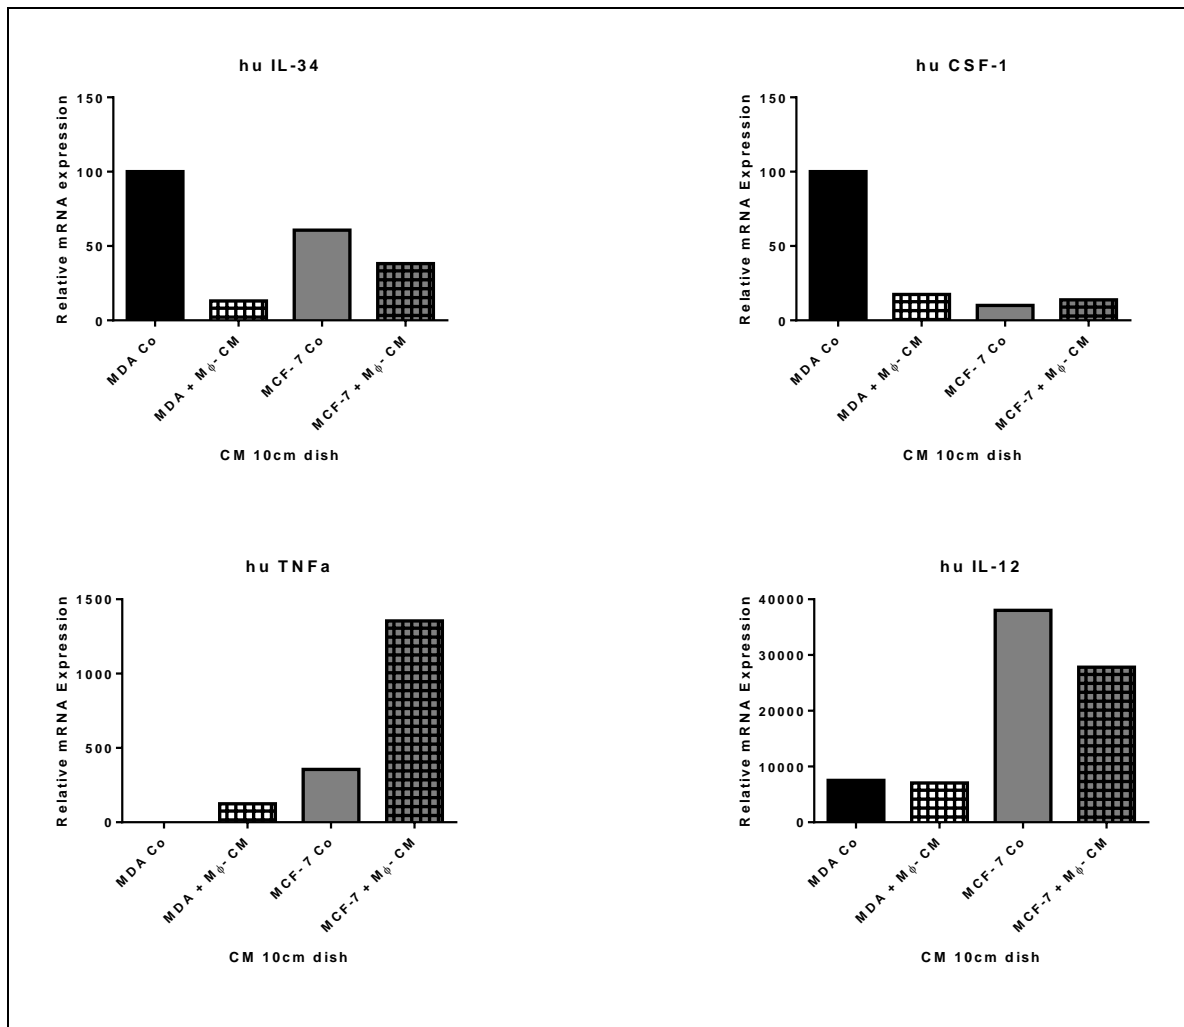 hu IL-34
Relative mRNA expression
150
100
50
0
MDA Co
MDA + Mϕ- CM
MCF- 7 Co
MCF-7 + Mϕ- CM
CM 10cm dish
hu CSF-1
Relative mRNA Expression
150
100
50
0
MDA Co
MDA + Mϕ- CM
MCF- 7 Co
MCF-7 + Mϕ- CM
CM 10cm dish
hu TNFa
Relative mRNA Expression
1500
1000
500
0
MDA Co
MDA + Mϕ- CM
MCF- 7 Co
MCF-7 + Mϕ- CM
CM 10cm dish
hu IL-12
Relative mRNA Expression
40000
30000
20000
10000
0
MDA Co
MDA + Mϕ- CM
MCF- 7 Co
MCF-7 + Mϕ- CM
CM 10cm dish